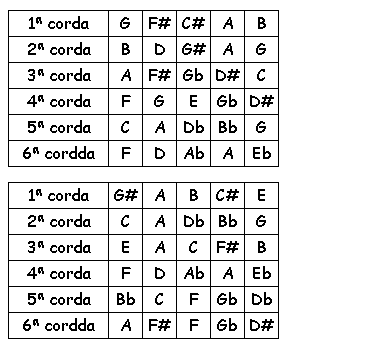 1ª corda G F# C# A B
2ª corda B D G# A G
3ª corda A F# Gb D# C
4ª corda F G E Gb D#
5ª corda C A Db Bb G
6ª cordda F D Ab A Eb
1ª corda G# A B C# E
2ª corda C A Db Bb G
3ª corda E A C F# B
4ª corda F D Ab A Eb
5ª corda Bb C F Gb Db
6ª cordda A F# F Gb D#